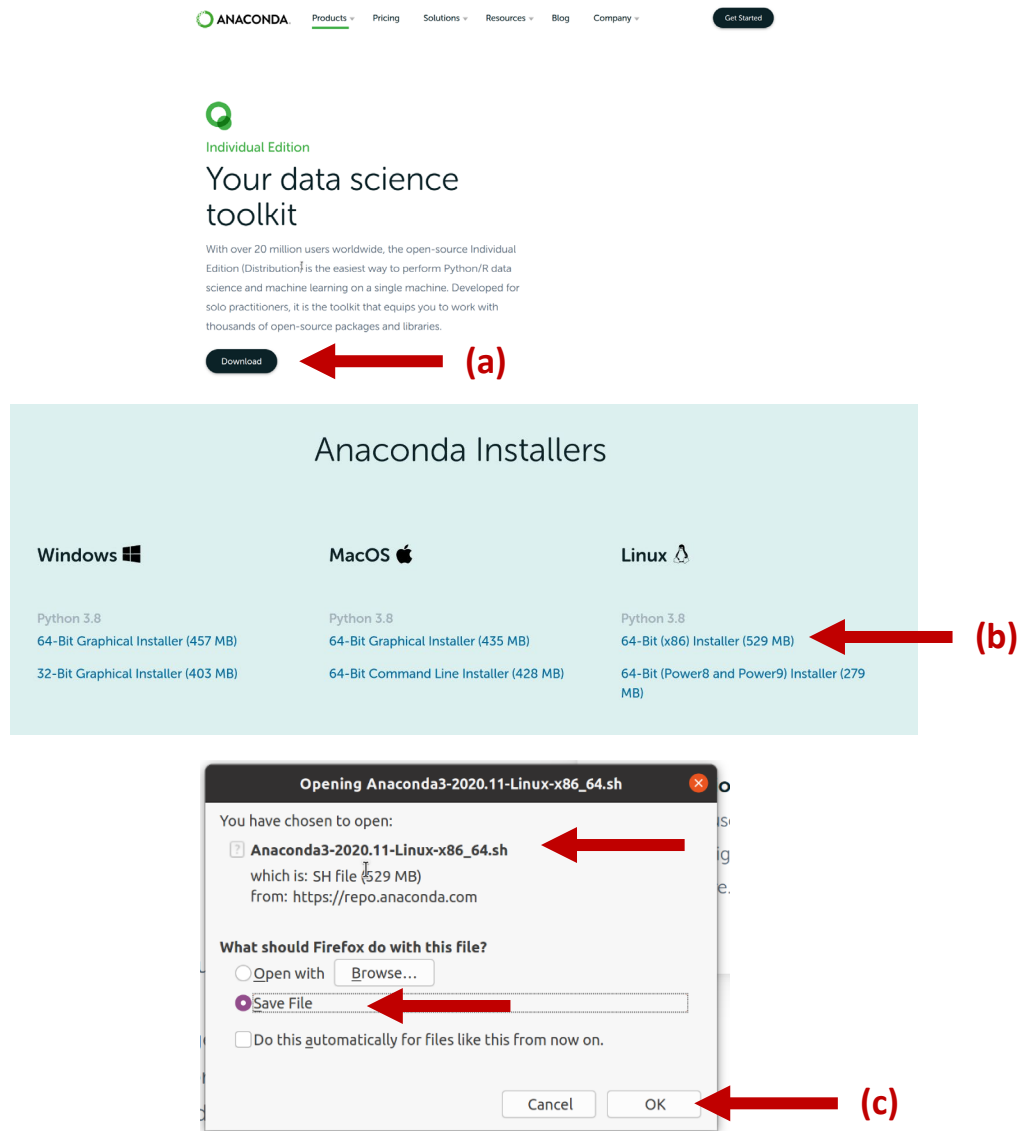 ANACONDA. Products Pricing Solutions Resources Blog Company Get Started
Individual Edition
Your data science
toolkit
With over 20 million users worldwide, the open-source Individual
Edition (Distribution) is the easiest way to perform Python/R data
science and machine learning on a single machine. Developed for
solo practitioners, it is the toolkit that equips you to work with
thousands of open-source packages and libraries.
Download
(a)
Anaconda Installers
Windows
Python 3.8
64-Bit Graphical Installer (457 MB)
32-Bit Graphical Installer (403 MB)
MacOS
Python 3.8
64-Bit Graphical Installer (435 MB)
64-Bit Command Line Installer (428 MB)
Linux
Python 3.8
64-Bit (x86) Installer (529 MB)
(b)
64-Bit (Power8 and Power9) Installer (279
MB)
Opening Anaconda3-2020.11-Linux-x86_64.sh
You have chosen to open:
Anaconda3-2020.11-Linux-x86_64.sh
which is: SH file (529 MB)
from: https://repo.anaconda.com
What should Firefox do with this file?
Open with Browse...
Save File
Do this automatically for files like this from now on.
Cancel OK
(c)